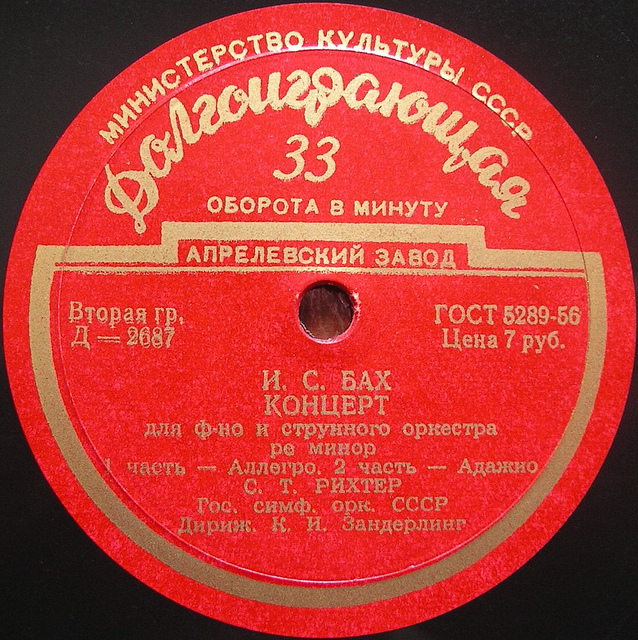 МИНИСТЕРСТВО КУЛЬТУРЫ СССР
Долгоиграющая
33
ОБОРОТА В МИНУТУ
АПРЕЛЕВСКИЙ ЗАВОД
Вторая гр.
Д — 2687
ГОСТ 5289-56
Цена 7 руб.
И. С. БАХ
КОНЦЕРТ
для ф-но и струнного оркестра
ре минор
1 часть — Аллегро, 2 часть — Адажио
С. Т. РИХТЕР
Гос. симф. орк. СССР
Дириж. К. И. Зандерлинг